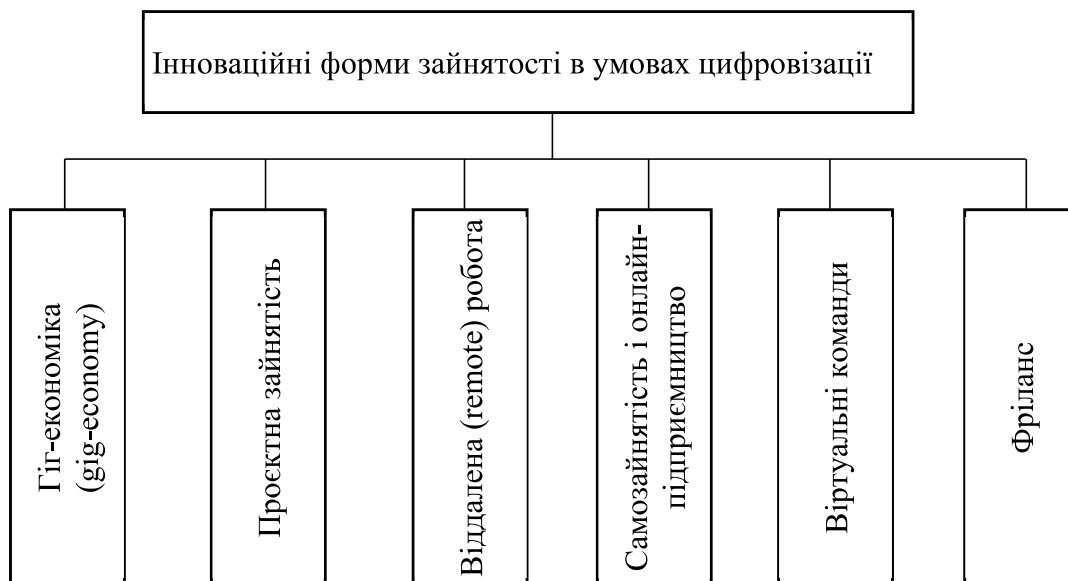 Інноваційні форми зайнятості в умовах цифровізації
Гіг-економіка
(gig-economy)
Проєктна зайнятість
Віддалена (remote) робота
Самозайнятість і онлайн-
підприємництво
Віртуальні команди
Фріланс